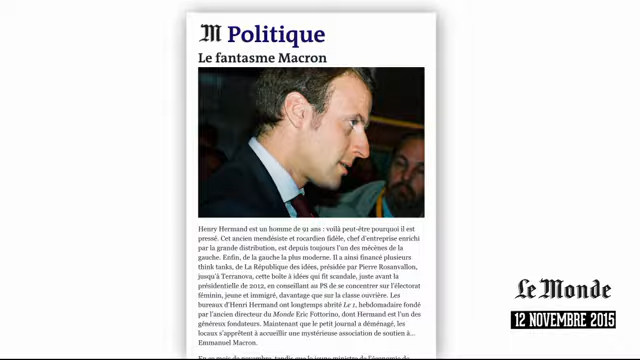 M Politique
Le fantasme Macron
Henry Hermand est un homme de 91 ans : voilà peut-être pourquoi il est
pressé. Cet ancien mendésiste et rocardien fidèle, chef d'entreprise enrichi
par la grande distribution, est depuis toujours l'un des mécènes de la
gauche. Enfin, de la gauche la plus moderne. Il a ainsi financé plusieurs
think tanks, de La République des idées, présidée par Pierre Rosanvallon,
jusqu'à Terranova, cette boîte à idées qui fit scandale, juste avant la
présidentielle de 2012, en conseillant au PS de se concentrer sur l'électorat
féminin, jeune et immigré, davantage que sur la classe ouvrière. Les
bureaux d'Henri Hermand ont longtemps abrité Le 1, hebdomadaire fondé
par l'ancien directeur du Monde Eric Fottorino, dont Hermand est l'un des
généreux fondateurs. Maintenant que le petit journal a déménagé, les
locaux s'apprêtent à accueillir une mystérieuse association de soutien à…
Emmanuel Macron.
Le Monde
12 NOVEMBRE 2015